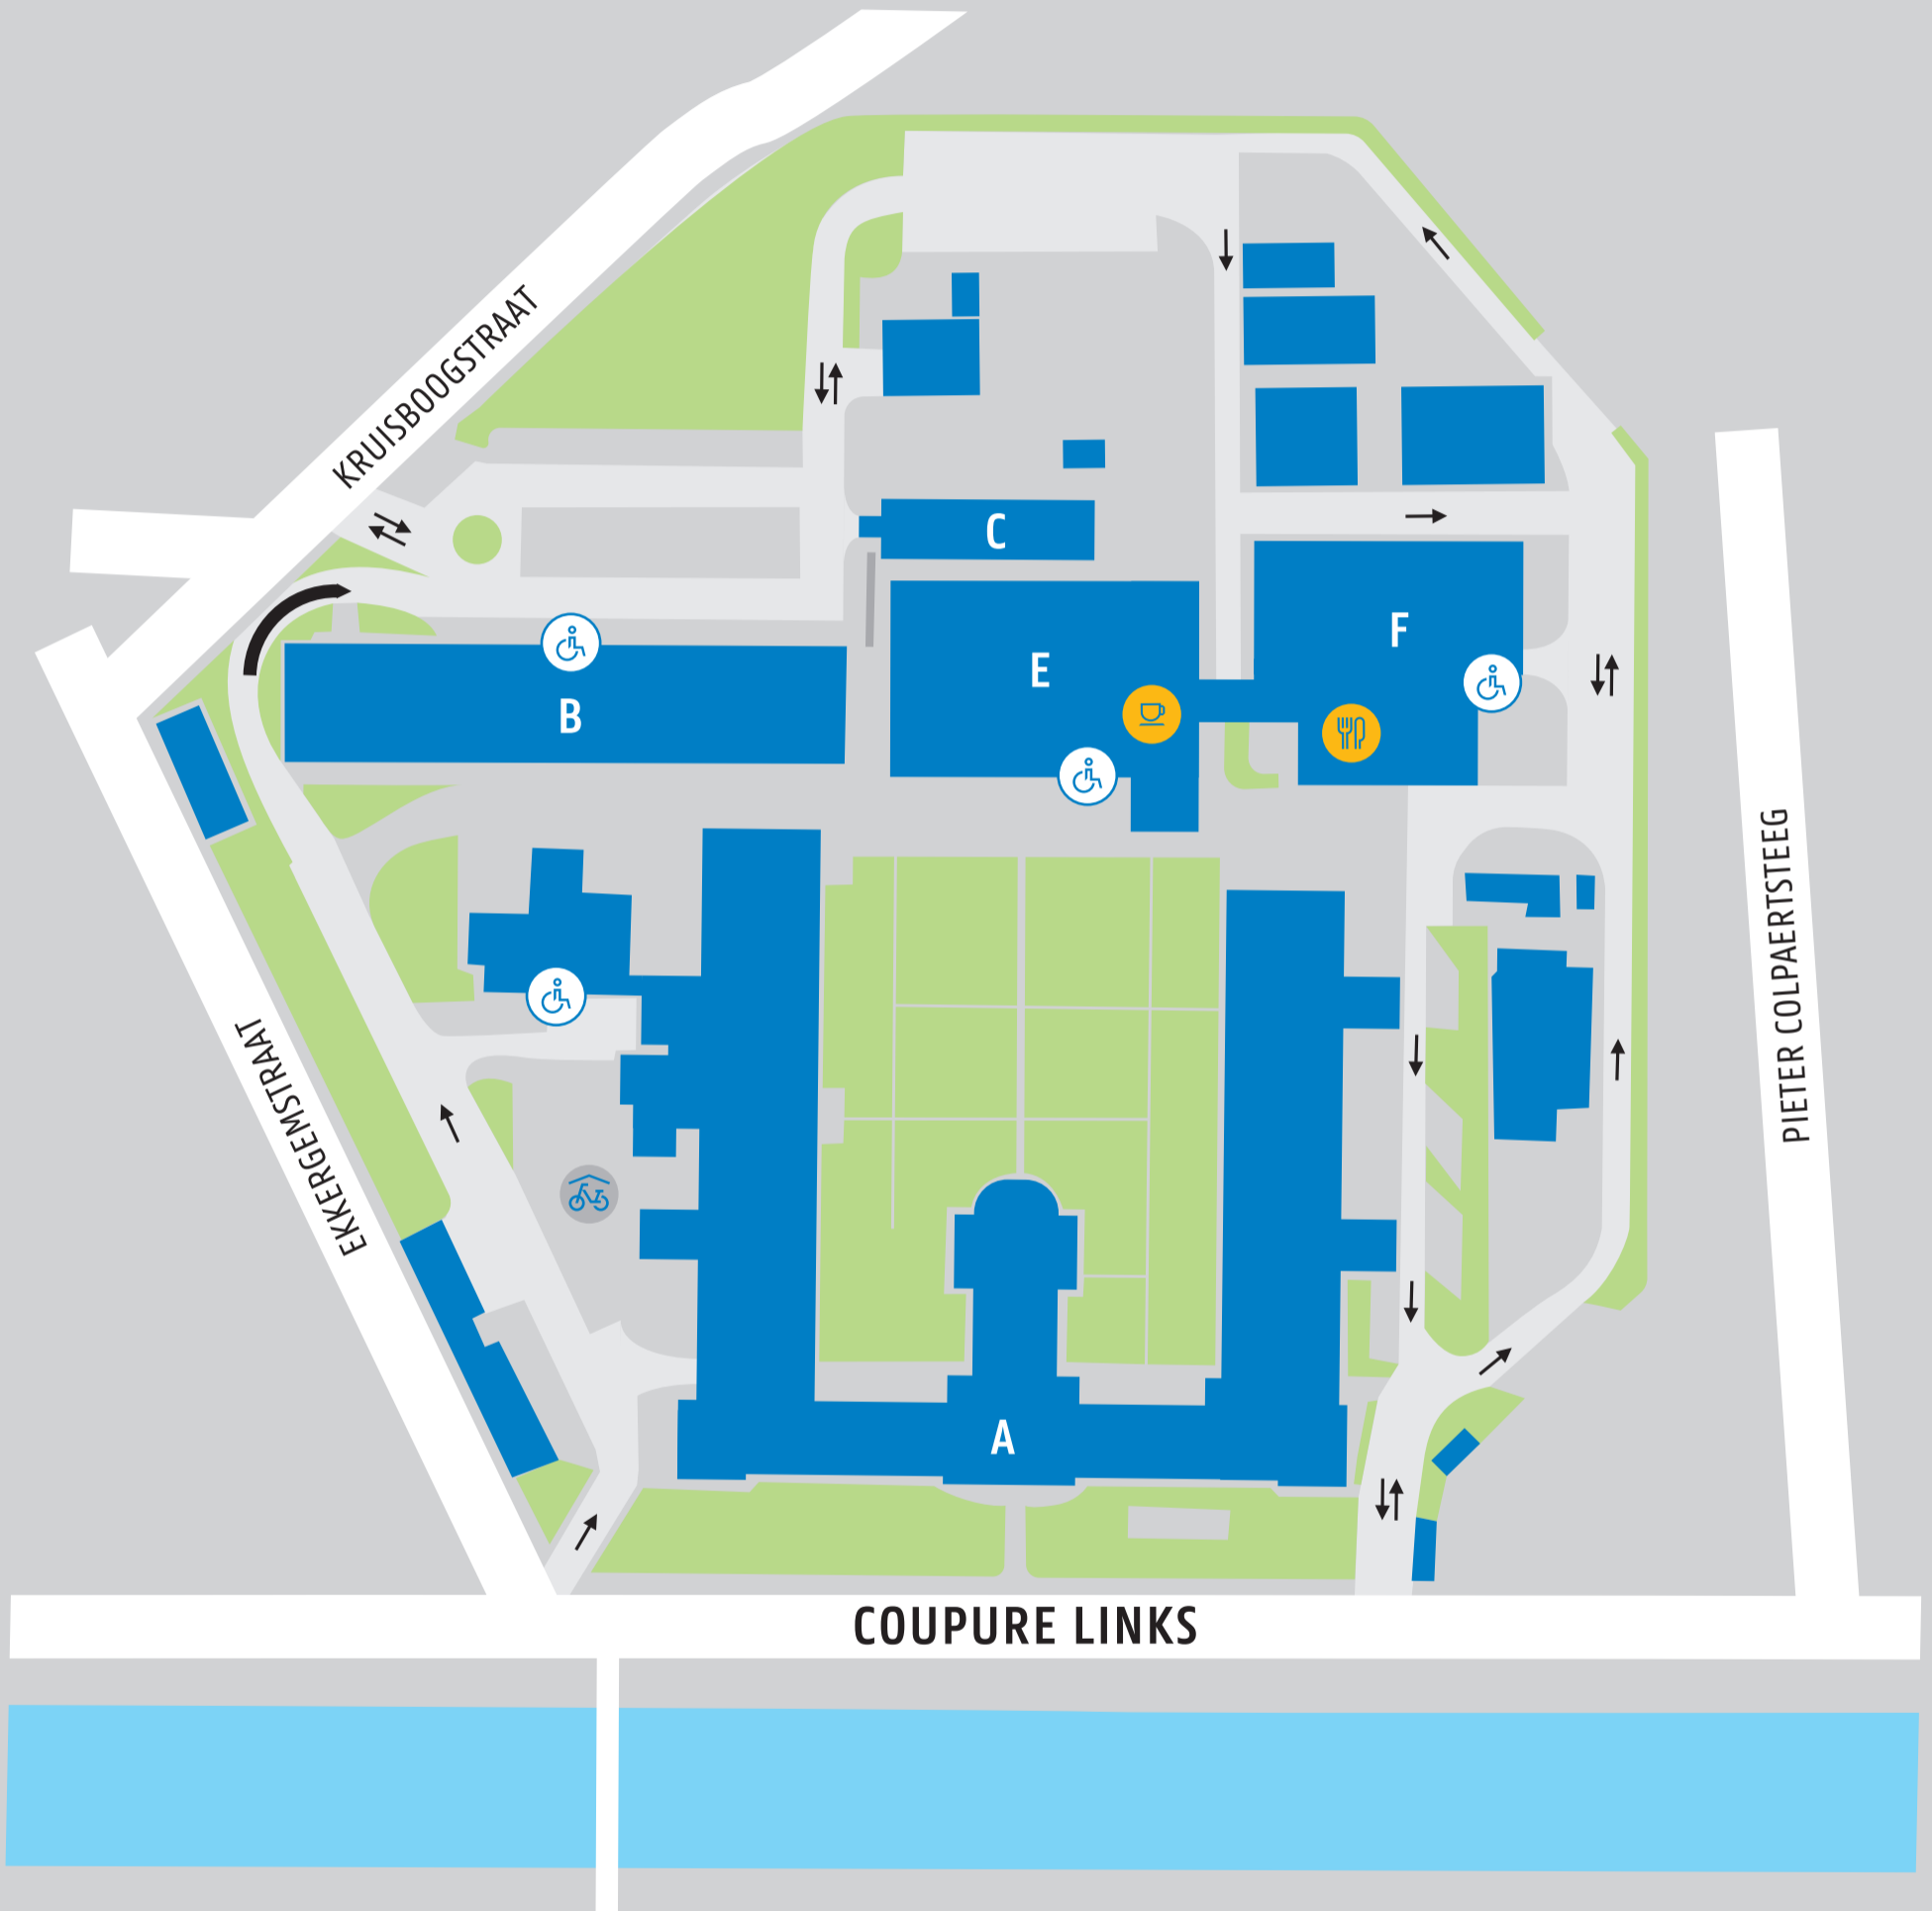 KRUISBOOGSTRAAT
C
F
E
B
PIETER COLPAERTSTEEG
EKKERGEMSTRAAT
A
COUPURE LINKS